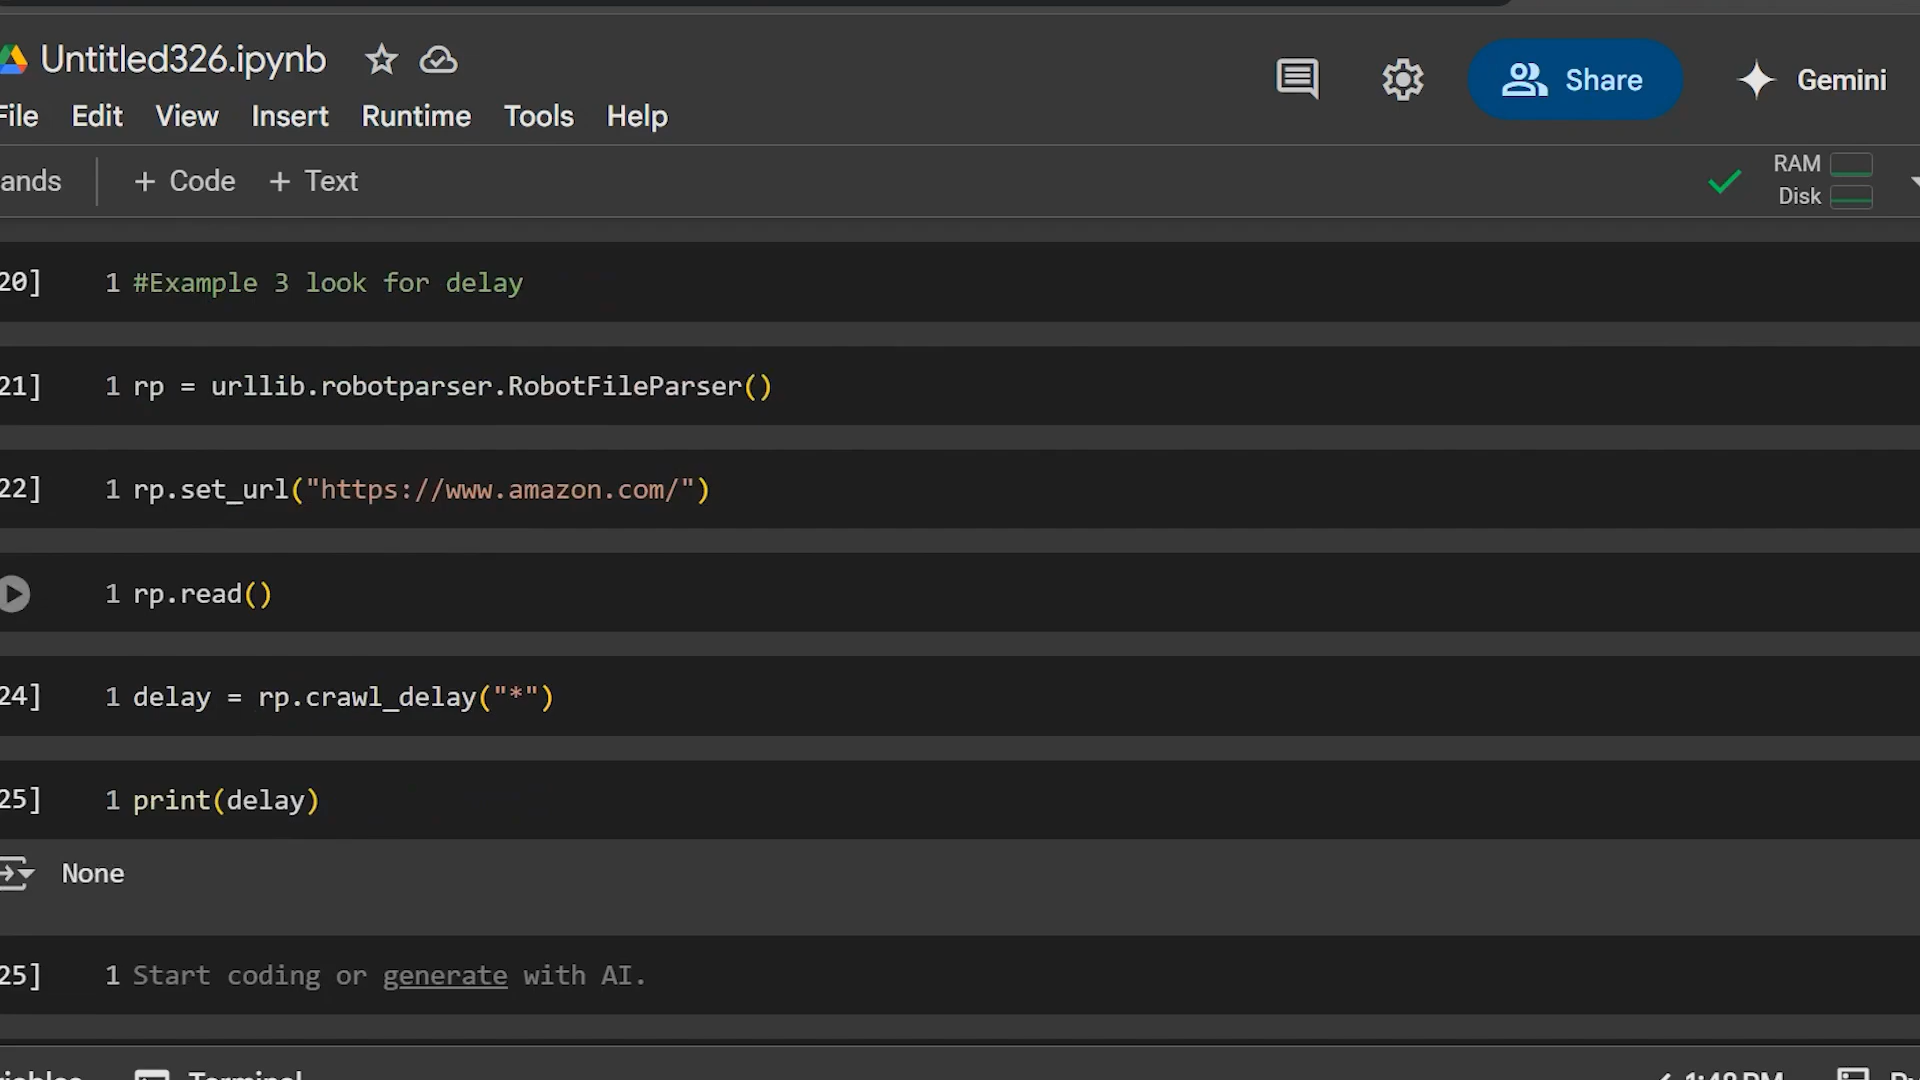 Untitled326.ipynb
File Edit View Insert Runtime Tools Help
Share
Gemini
ands + Code + Text
RAM
Disk
20] 1 #Example 3 look for delay
21] 1 rp = urllib.robotparser.RobotFileParser()
22] 1 rp.set_url("https://www.amazon.com/")
1 rp.read()
24] 1 delay = rp.crawl_delay("*")
25] 1 print(delay)
None
25] 1 Start coding or generate with AI.
Terminal
1:48 PM